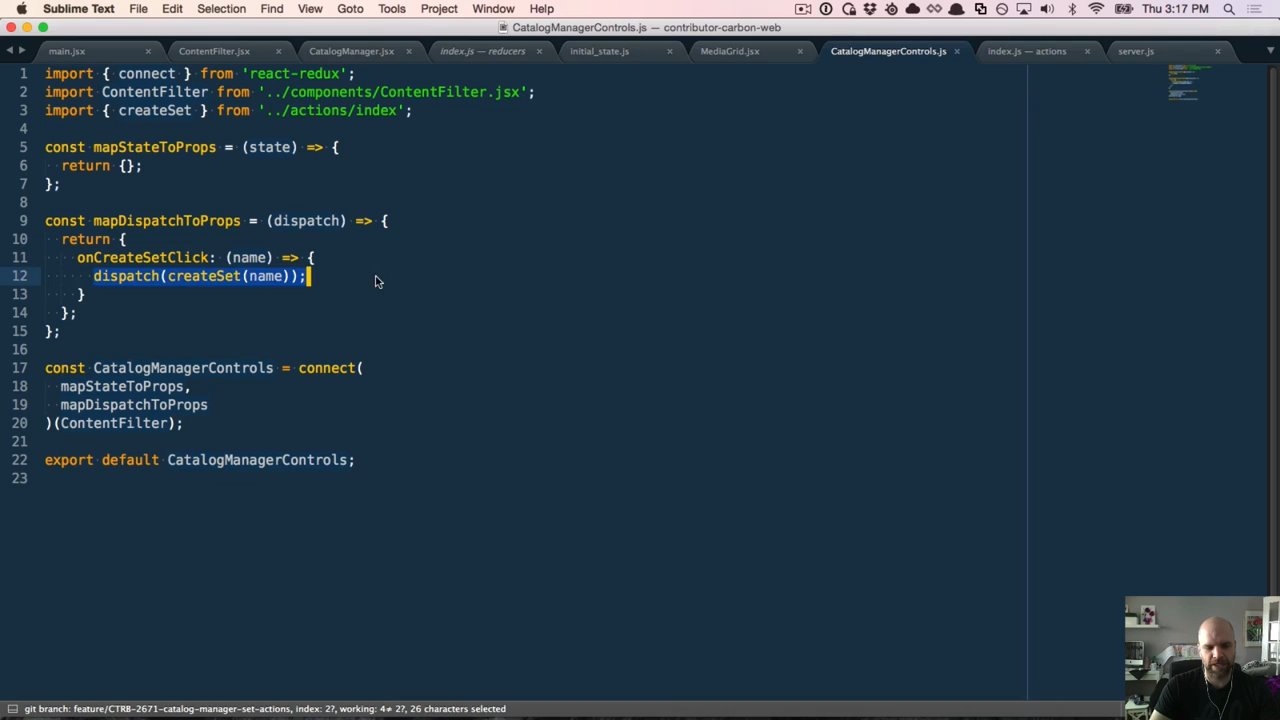 Sublime Text File Edit Selection Find View Goto Tools Project Window Help Thu 3:17 PM
CatalogManagerControls.js — contributor-carbon-web
main.jsx × ContentFilter.jsx × CatalogManager.jsx × index.js — reducers × initial_state.js × MediaGrid.jsx × CatalogManagerControls.js × index.js — actions × server.js ×
1 import { connect } from 'react-redux';
2 import ContentFilter from '../components/ContentFilter.jsx';
3 import { createSet } from '../actions/index';
4
5 const mapStateToProps = (state) => {
6 return {};
7 };
8
9 const mapDispatchToProps = (dispatch) => {
10 return {
11 onCreateSetClick: (name) => {
12 dispatch(createSet(name));
13 }
14 };
15 };
16
17 const CatalogManagerControls = connect(
18 mapStateToProps,
19 mapDispatchToProps
20 )(ContentFilter);
21
22 export default CatalogManagerControls;
23
git branch: feature/CTRB-2671-catalog-manager-set-actions, index: 2?, working: 4≠ 2?, 26 characters selected